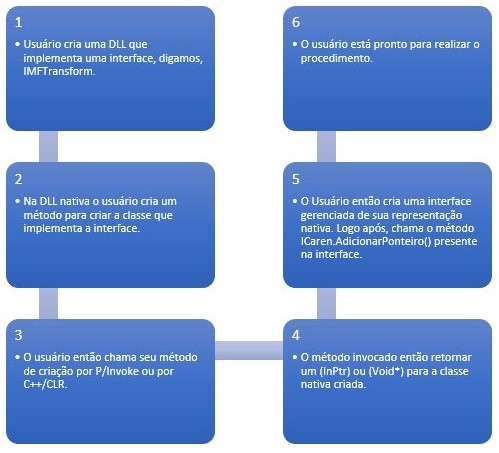 1
• Usuário cria uma DLL que
implementa uma interface, digamos,
IMFTransform.
2
• Na DLL nativa o usuário cria um
método para criar a classe que
implementa a interface.
3
• O usuário então chama seu método
de criação por P/Invoke ou por
C++/CLR.
4
• O método invocado então retornar
um (InPtr) ou (Void*) para a classe
nativa criada.
5
• O Usuário então cria uma interface
gerenciada de sua representação
nativa. Logo após, chama o método
ICaren.AdicionarPonteiro() presente
na interface.
6
• O usuário está pronto para realizar o
procedimento.